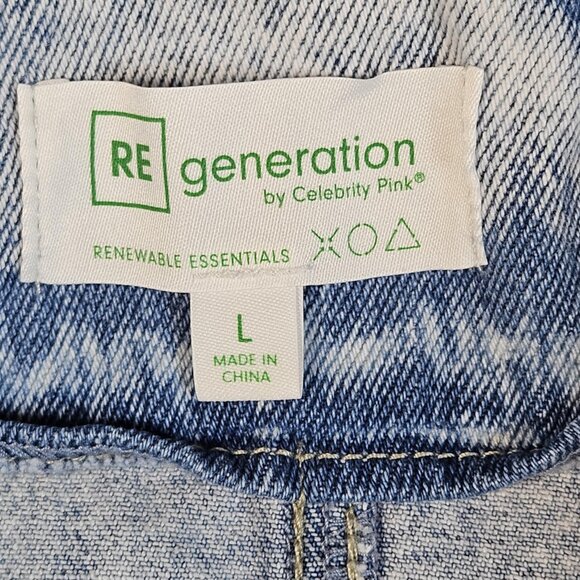 RE generation
by Celebrity Pink®
RENEWABLE ESSENTIALS
L
MADE IN
CHINA